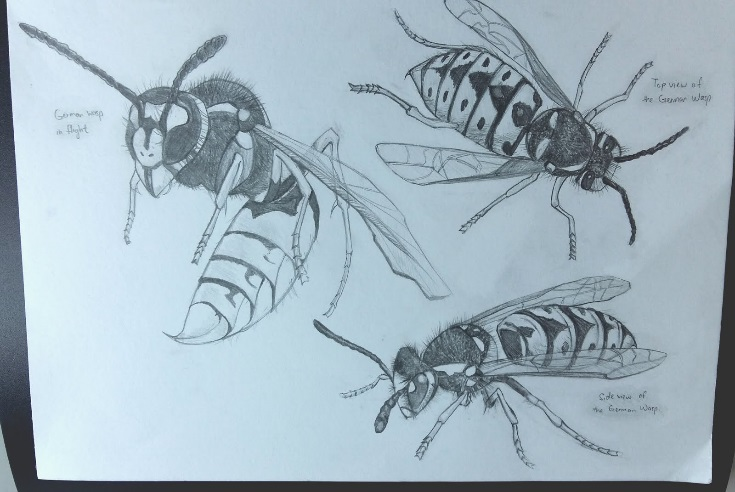 German wasp
in flight
Top view of
the German Wasp
Side view of
the German Wasp